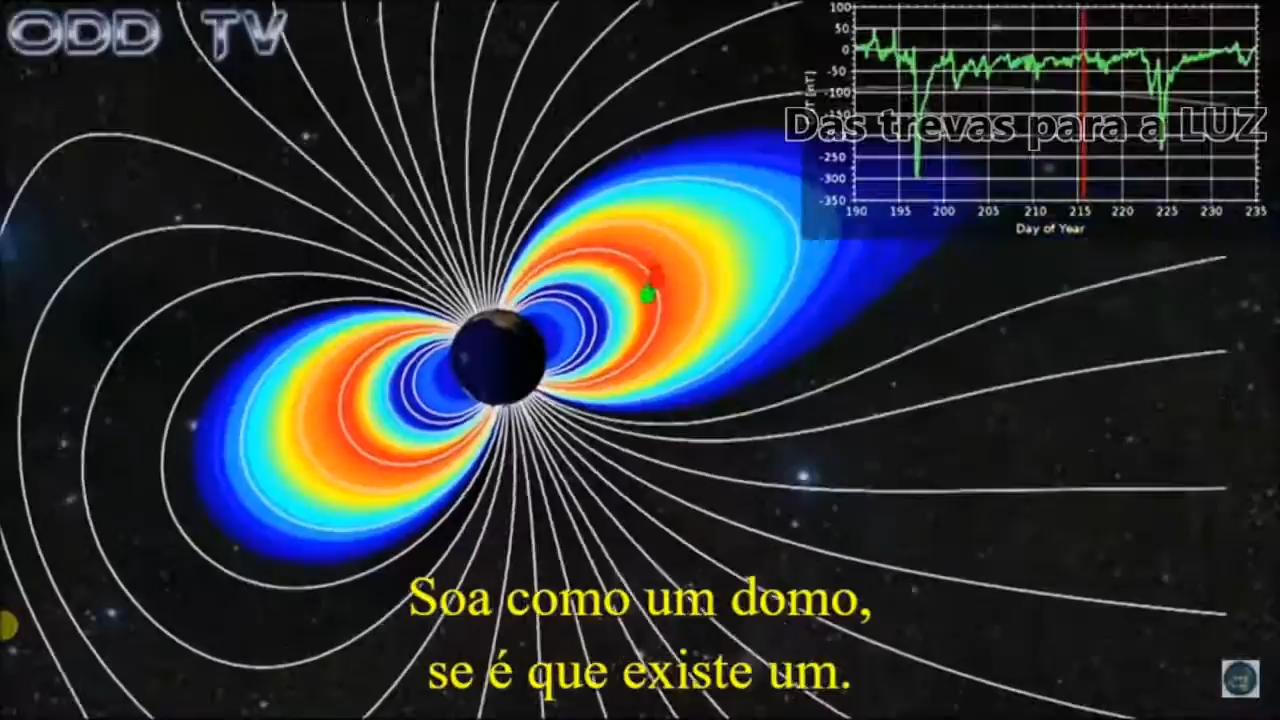 ODD TV
100
50
0
-50
-100
-250
-300
-350
190 195 200 205 210 215 220 225 230 235
Day of Year
Das trevas para a LUZ
Soa como um domo,
se é que existe um.